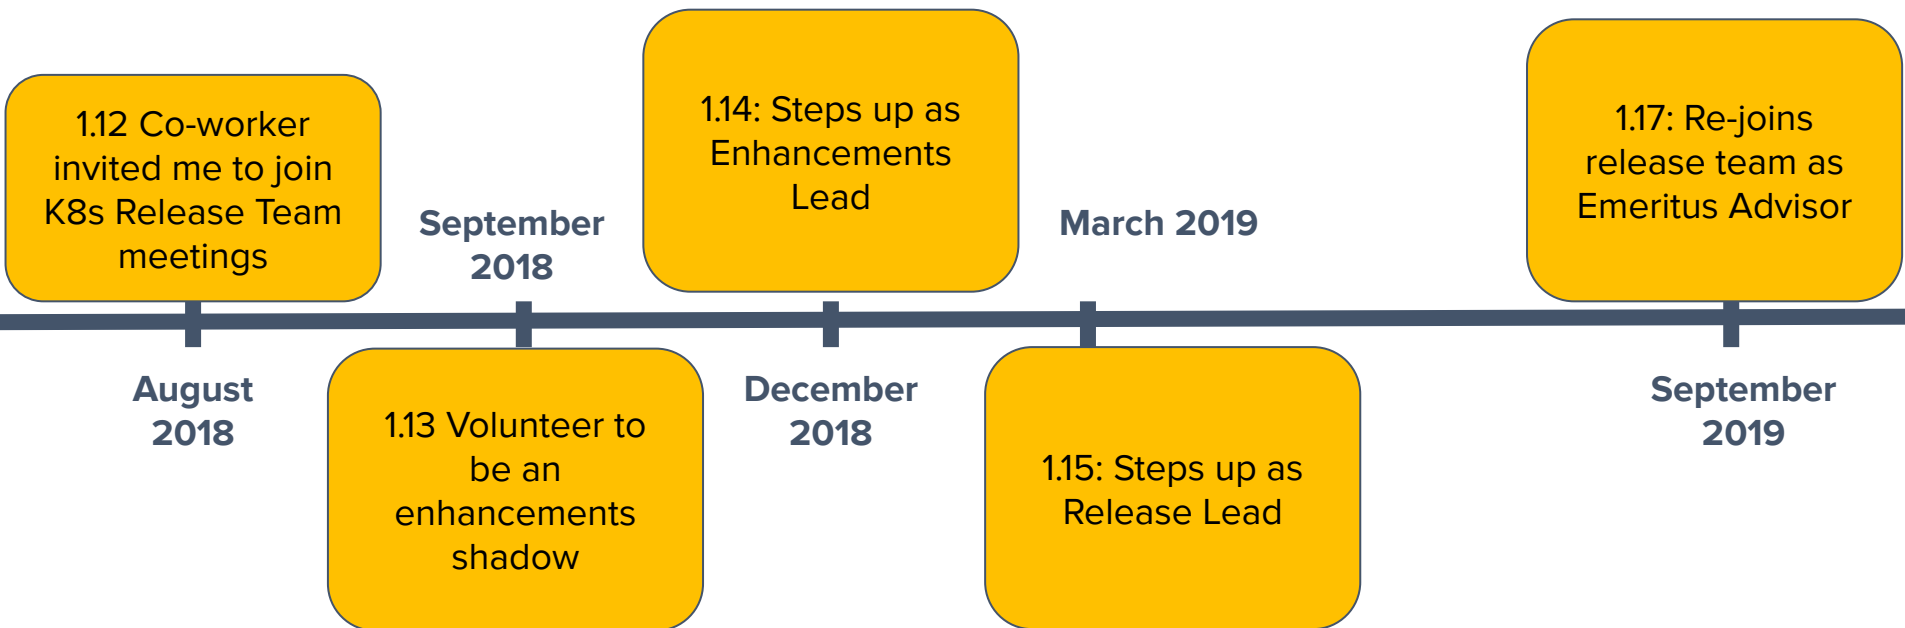 1.12 Co-worker
invited me to join
K8s Release Team
meetings
August
2018
September
2018
1.13 Volunteer to
be an
enhancements
shadow
1.14: Steps up as
Enhancements
Lead
December
2018
March 2019
1.15: Steps up as
Release Lead
1.17: Re-joins
release team as
Emeritus Advisor
September
2019